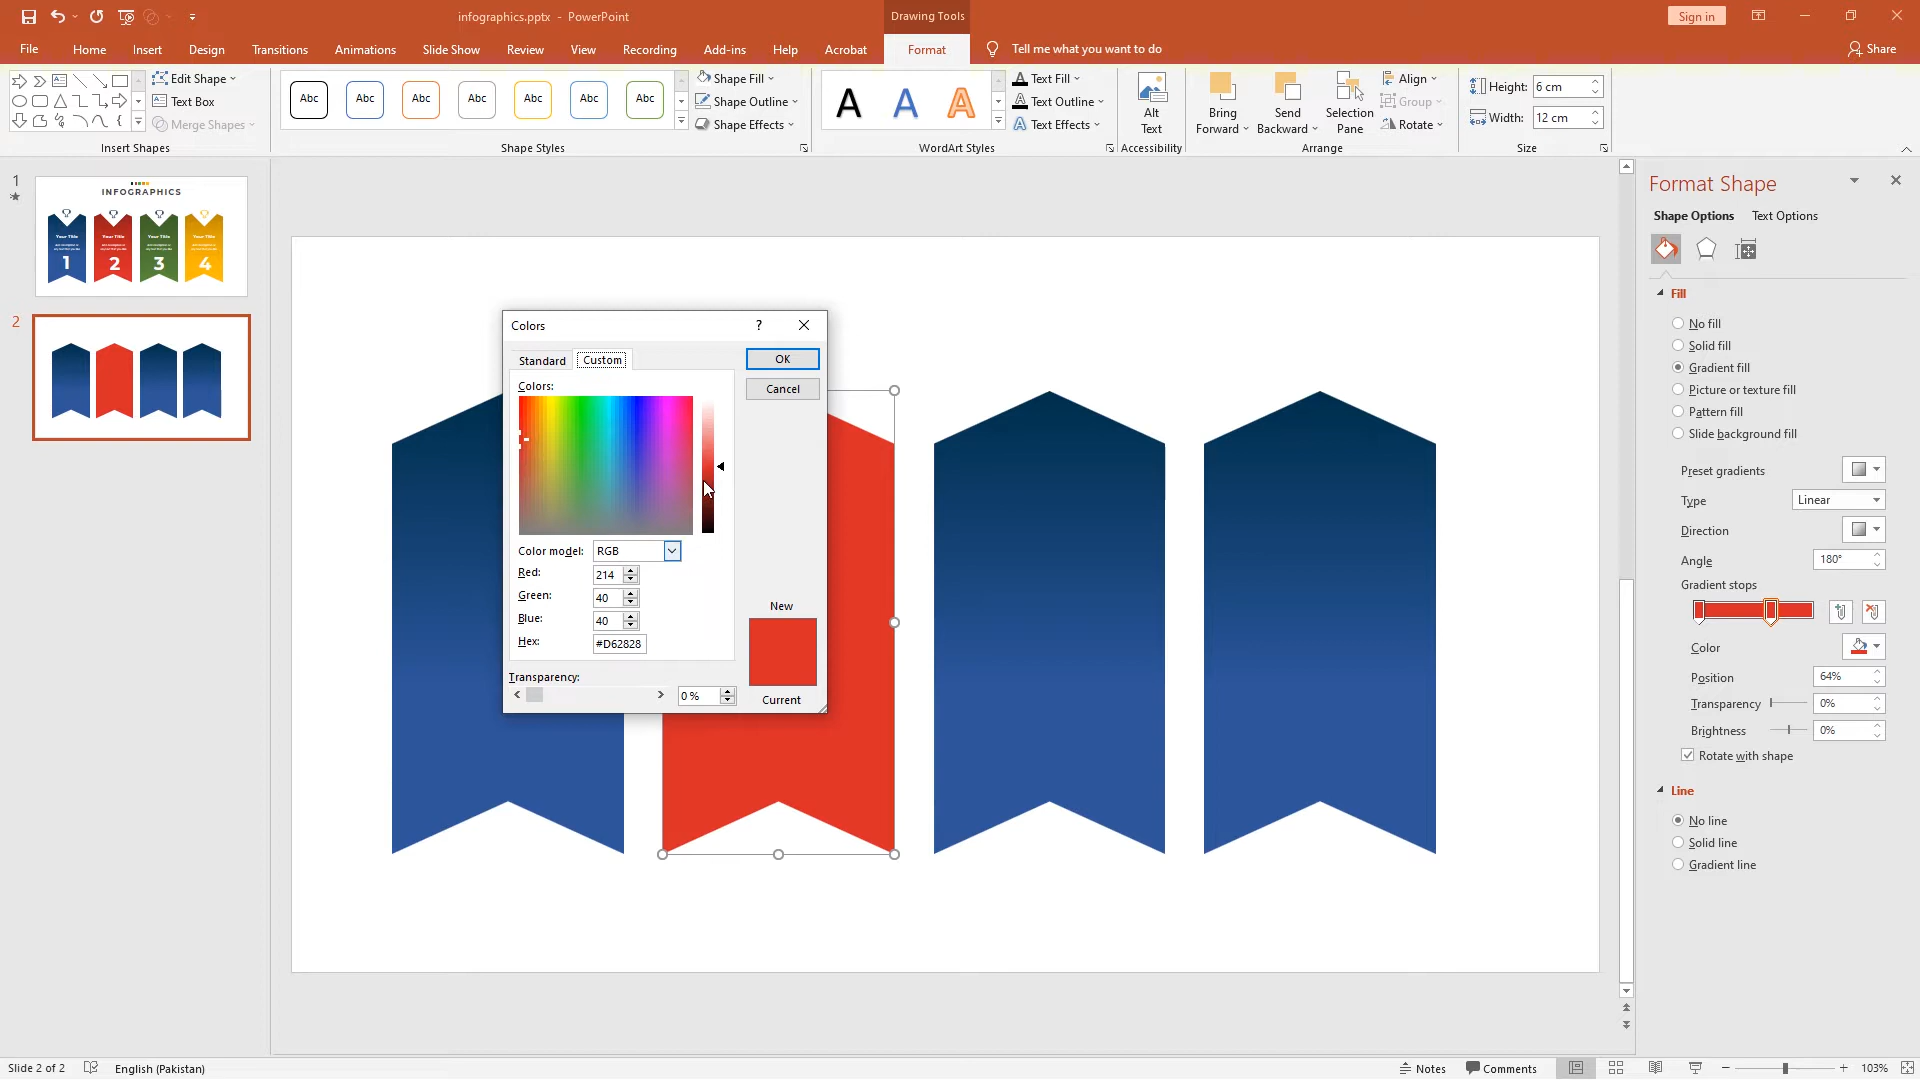 infographics.pptx - PowerPoint
Drawing Tools
Sign in
File Home Insert Design Transitions Animations Slide Show Review View Recording Add-ins Help Acrobat Format Tell me what you want to do Share
Edit Shape
Text Box
Merge Shapes
Insert Shapes
Abc Abc Abc Abc Abc Abc Abc
Shape Fill
Shape Outline
Shape Effects
Shape Styles
A A A
Text Fill
Text Outline
Text Effects
WordArt Styles
Alt Text
Accessibility
Bring Forward
Send Backward
Selection Pane
Align
Group
Rotate
Arrange
Height: 6 cm
Width: 12 cm
Size
1
INFOGRAPHICS
Your Title Your Title Your Title Your Title
1 2 3 4
2
Colors
?
Standard Custom
OK
Cancel
Colors:
Color model: RGB
Red: 214
Green: 40
Blue: 40
Hex: #D62828
Transparency:
0 %
New
Current
Format Shape
Shape Options Text Options
Fill
No fill
Solid fill
Gradient fill
Picture or texture fill
Pattern fill
Slide background fill
Preset gradients
Type Linear
Direction
Angle 180°
Gradient stops
Color
Position 64%
Transparency 0%
Brightness 0%
Rotate with shape
Line
No line
Solid line
Gradient line
Slide 2 of 2 English (Pakistan) Notes Comments 103%